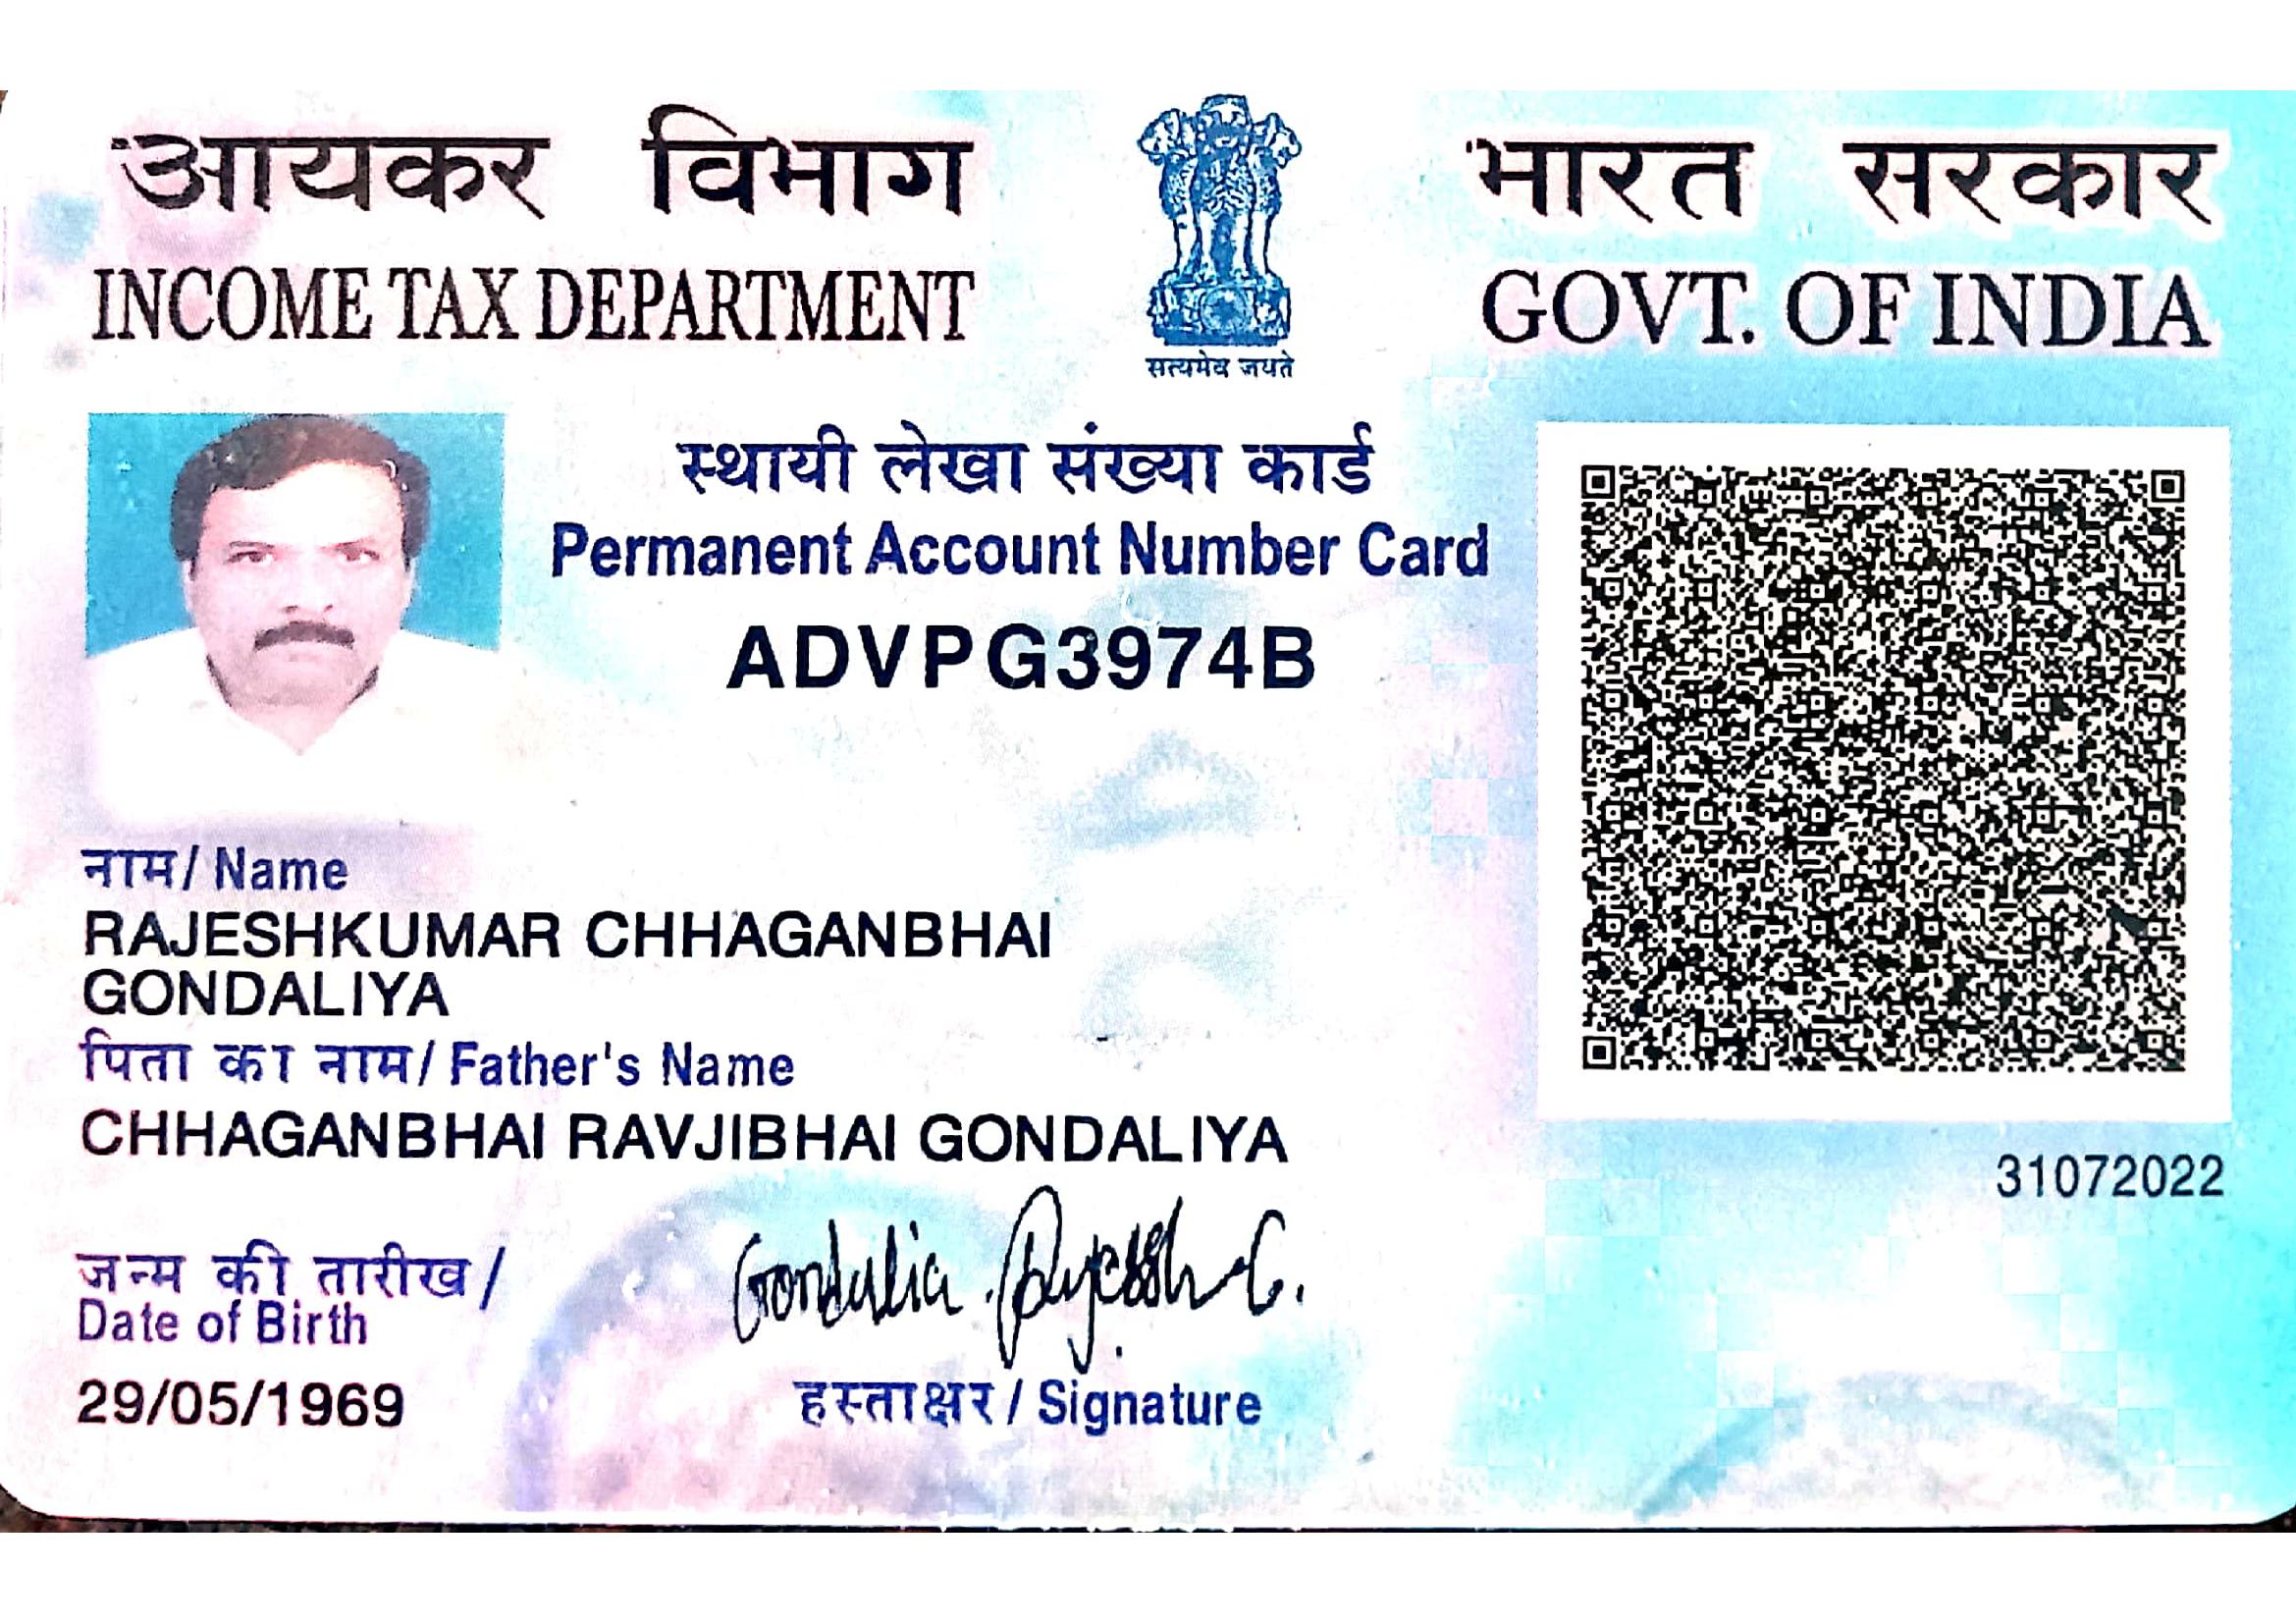 आयकर विभाग
INCOME TAX DEPARTMENT
सत्यमेव जयते
भारत सरकार
GOVT. OF INDIA
स्थायी लेखा संख्या कार्ड
Permanent Account Number Card
ADVPG3974B
नाम/ Name
RAJESHKUMAR CHHAGANBHAI
GONDALIYA
पिता का नाम/ Father's Name
CHHAGANBHAI RAVJIBHAI GONDALIYA
31072022
जन्म की तारीख/
Date of Birth
29/05/1969
Gondalia. Rajessh C.
हस्ताक्षर/ Signature